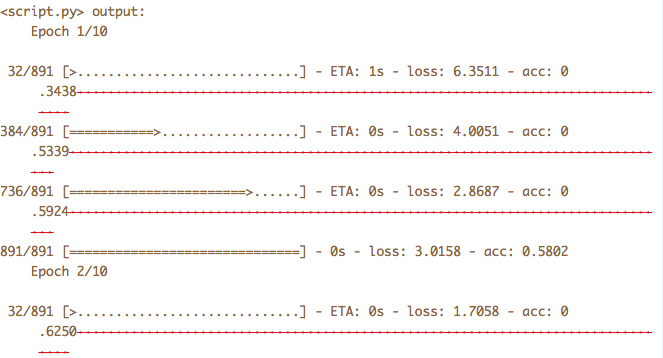 <script.py> output:
Epoch 1/10
32/891 [>.............................] - ETA: 1s - loss: 6.3511 - acc: 0
.3438
384/891 [===========>..................] - ETA: 0s - loss: 4.0051 - acc: 0
.5339
736/891 [=======================>......] - ETA: 0s - loss: 2.8687 - acc: 0
.5924
891/891 [==============================] - 0s - loss: 3.0158 - acc: 0.5802
Epoch 2/10
32/891 [>.............................] - ETA: 0s - loss: 1.7058 - acc: 0
.6250